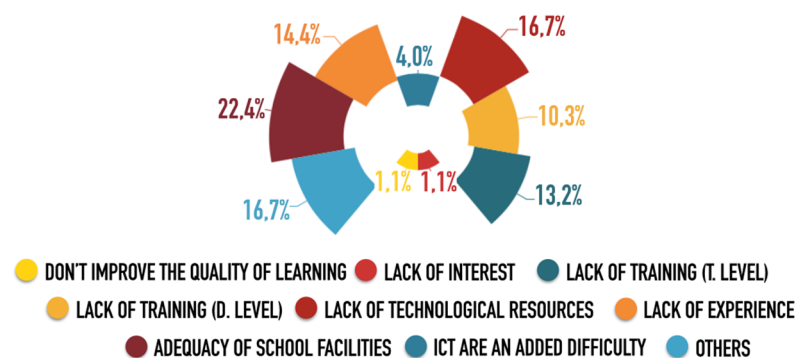 14,4%
16,7%
4,0%
22,4%
10,3%
1,1%
1,1%
16,7%
13,2%
DON'T IMPROVE THE QUALITY OF LEARNING
LACK OF INTEREST
LACK OF TRAINING (T. LEVEL)
LACK OF TRAINING (D. LEVEL)
LACK OF TECHNOLOGICAL RESOURCES
LACK OF EXPERIENCE
ADEQUACY OF SCHOOL FACILITIES
ICT ARE AN ADDED DIFFICULTY
OTHERS